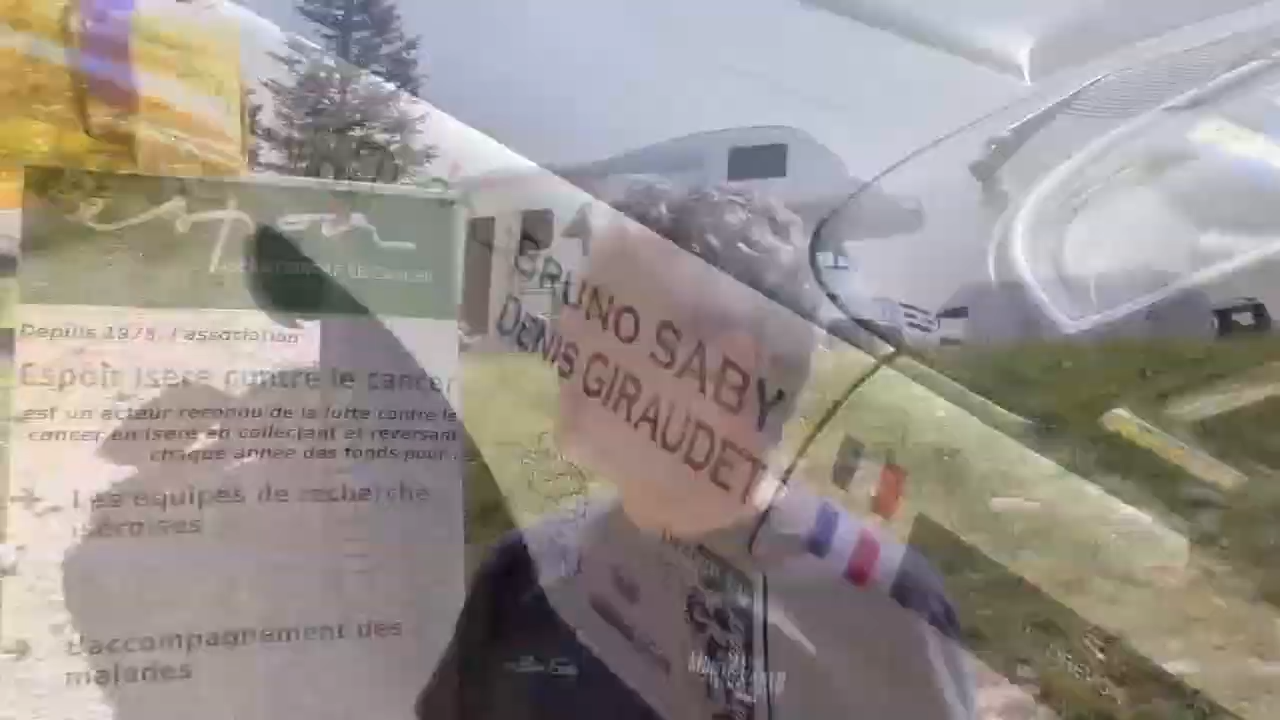 espoir
Depuis 1978, l'association
Espoir Isère contre le cancer
est un acteur reconnu de la lutte contre le
cancer en Isère en collectant et reversant
chaque année des fonds pour
Les équipes de recherche
iséroises
L'accompagnement des
malades
BRUNO SABY
DENIS GIRAUDET